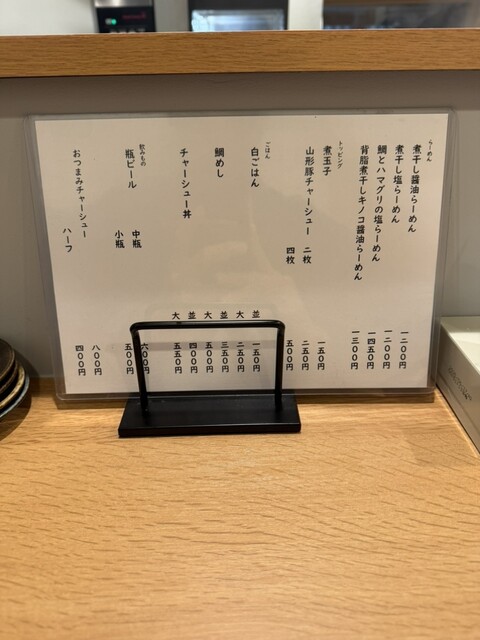 らーめん
煮干し醤油らーめん 一二〇〇円
煮干し塩らーめん 一二〇〇円
鯛とハマグリの塩らーめん 一四五〇円
背脂煮干しキノコ醤油らーめん 一三〇〇円
トッピング
煮玉子 一五〇円
山形豚チャーシュー 二枚 二五〇円
四枚 五〇〇円
ごはん
白ごはん 並 一五〇円
大 二五〇円
鯛めし 並 三五〇円
大 五〇〇円
チャーシュー丼 並 四〇〇円
大 五五〇円
飲みもの
瓶ビール 中瓶 六〇〇円
小瓶 五〇〇円
おつまみチャーシュー 八〇〇円
ハーフ 四〇〇円